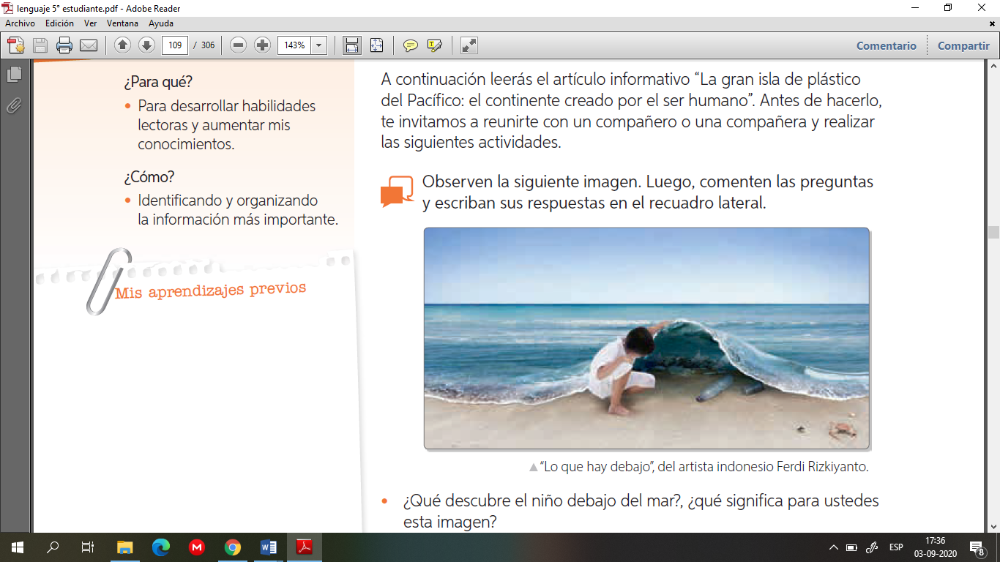 lenguaje 5° estudiante.pdf - Adobe Reader
Archivo Edición Ver Ventana Ayuda
109 / 306 143% Comentario Compartir
¿Para qué?
• Para desarrollar habilidades
lectoras y aumentar mis
conocimientos.
¿Cómo?
• Identificando y organizando
la información más importante.
Mis aprendizajes previos
A continuación leerás el artículo informativo “La gran isla de plástico
del Pacífico: el continente creado por el ser humano”. Antes de hacerlo,
te invitamos a reunirte con un compañero o una compañera y realizar
las siguientes actividades.
Observen la siguiente imagen. Luego, comenten las preguntas
y escriban sus respuestas en el recuadro lateral.
“Lo que hay debajo”, del artista indonesio Ferdi Rizkiyanto.
• ¿Qué descubre el niño debajo del mar?, ¿qué significa para ustedes
esta imagen?
ESP
17:36
03-09-2020
8